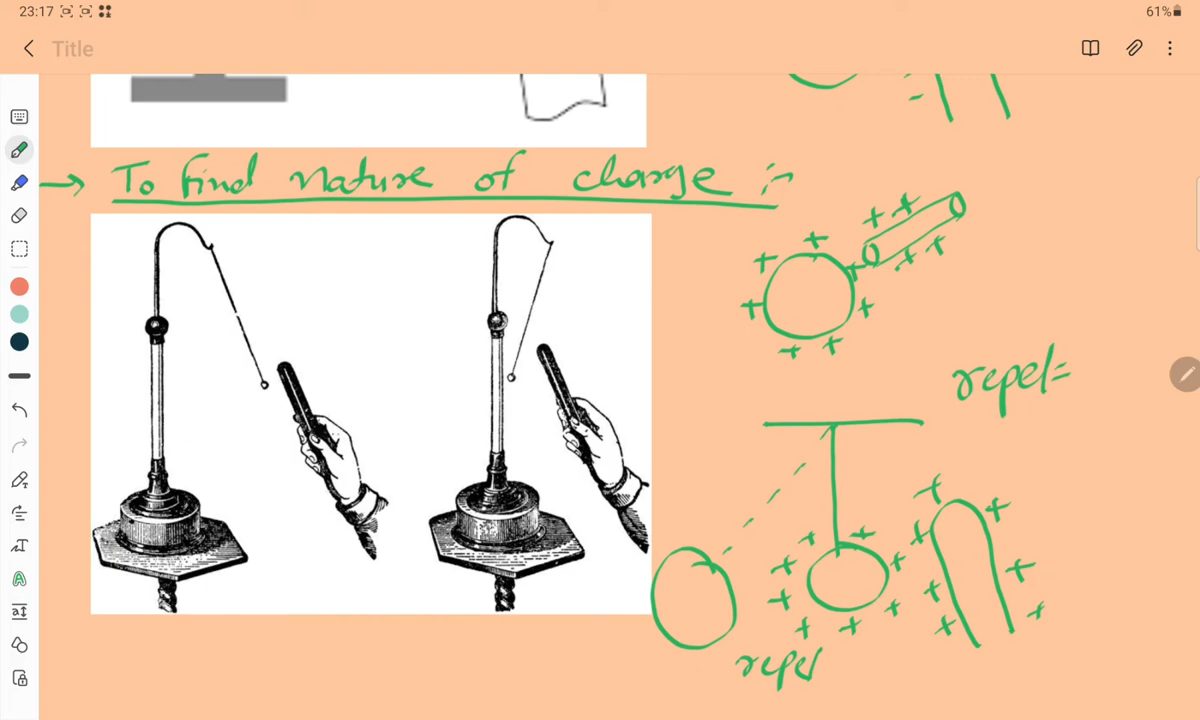 23:17
61%
Title
→ To find nature of charge :-
+ +
+ + + +
+ +
+ +
+ +
repel=
+ +
+ + + +
+ + +
+ + + + +
+ + +
repel